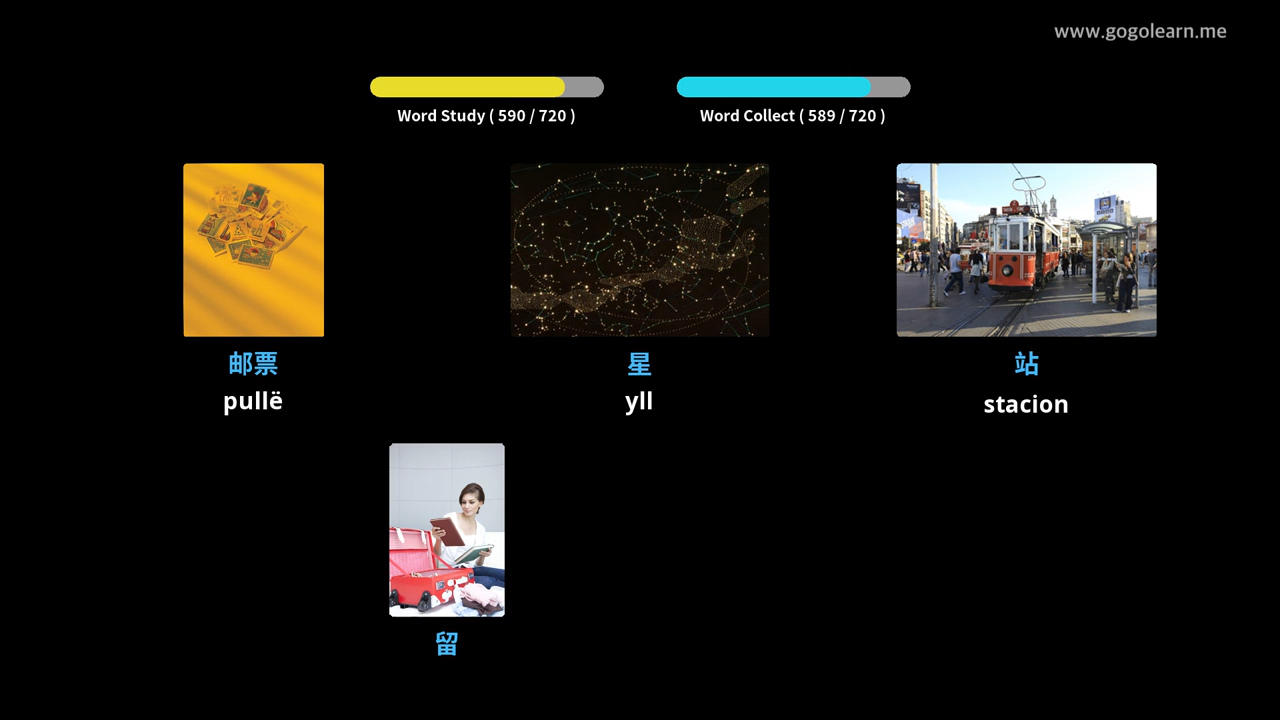 www.gogolearn.me
Word Study ( 590 / 720 )
Word Collect ( 589 / 720 )
邮票
pullë
星
yll
站
stacion
留